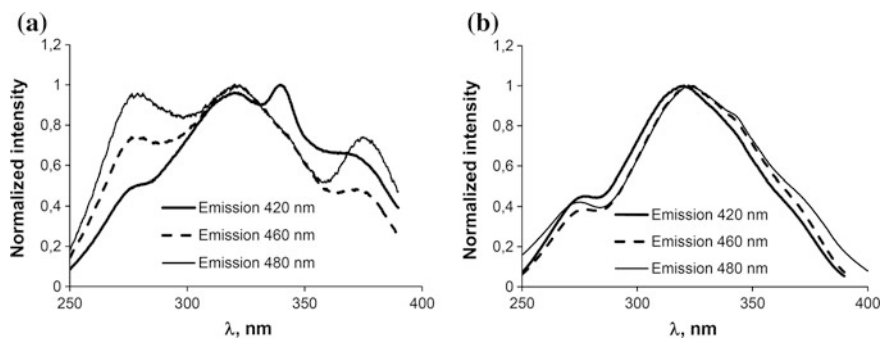 (a)
1,2
1
0,8
0,6
0,4
0,2
0
250
300
350
400
Normalized intensity
λ, nm
Emission 420 nm
Emission 460 nm
Emission 480 nm
(b)
1,2
1
0,8
0,6
0,4
0,2
0
250
300
350
400
Normalized intensity
λ, nm
Emission 420 nm
Emission 460 nm
Emission 480 nm